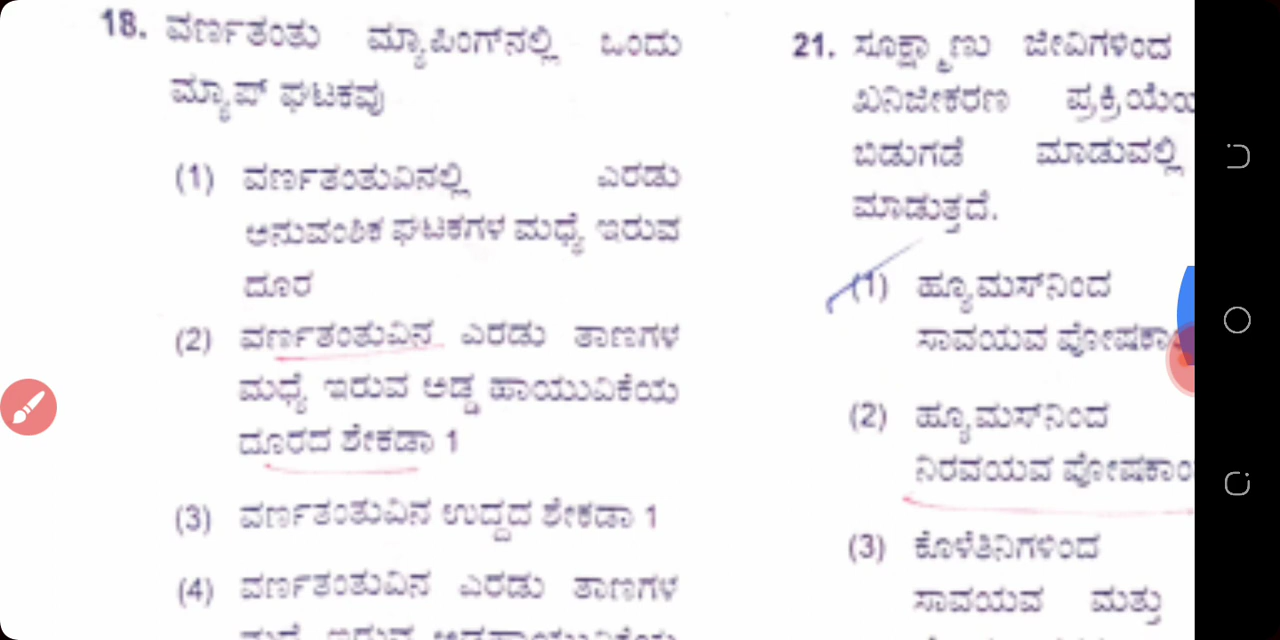 18. ವರ್ಣತಂತು ಮ್ಯಾಪಿಂಗ್‌ನಲ್ಲಿ ಒಂದು
ಮ್ಯಾಪ್ ಘಟಕವು
(1) ವರ್ಣತಂತುವಿನಲ್ಲಿ ಎರಡು
ಅನುವಂಶಿಕ ಘಟಕಗಳ ಮಧ್ಯೆ ಇರುವ
ದೂರ
(2) ವರ್ಣತಂತುವಿನ ಎರಡು ತಾಣಗಳ
ಮಧ್ಯೆ ಇರುವ ಅಡ್ಡ ಹಾಯುವಿಕೆಯ
ದೂರದ ಶೇಕಡಾ 1
(3) ವರ್ಣತಂತುವಿನ ಉದ್ದದ ಶೇಕಡಾ 1
(4) ವರ್ಣತಂತುವಿನ ಎರಡು ತಾಣಗಳ
21. ಸೂಕ್ಷ್ಮಾಣು ಜೀವಿಗಳಿಂದ
ಖನಿಜೀಕರಣ
ಬಿಡುಗಡೆ ಮಾಡುವಲ್ಲಿ
ಮಾಡುತ್ತದೆ.
(1) ಹ್ಯೂಮಸ್‌ನಿಂದ
ಸಾವಯವ
(2) ಹ್ಯೂಮಸ್‌ನಿಂದ
ನಿರವಯವ
(3) ಕೊಳೆತಿನಿಗಳಿಂದ
ಸಾವಯವ ಮತ್ತು